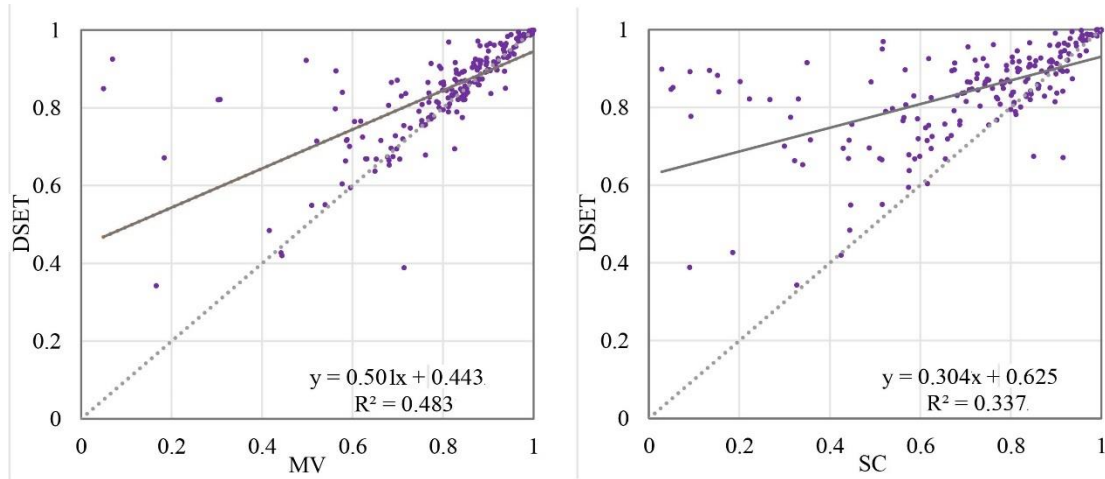 1
0.8
0.6
0.4
0.2
0
DSET
y = 0.501x + 0.443
R² = 0.483
0 0.2 0.4 0.6 0.8 1
MV
1
0.8
0.6
0.4
0.2
0
DSET
y = 0.304x + 0.625
R² = 0.337
0 0.2 0.4 0.6 0.8 1
SC